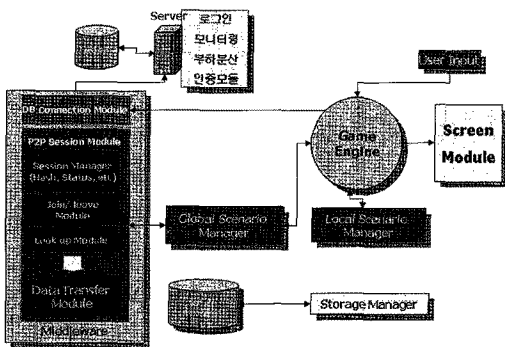 Server
로그인
모니터링
부하분산
인증모듈
User Input
DB Connection Module
P2P Session Module
Session Manager
(Hash, Status, etc.)
Join/ leave
Module
Look up Module
Data Transfer
Module
Middleware
Game
Engine
Screen
Module
Global Scenario
Manager
Local Scenario
Manager
Storage Manager